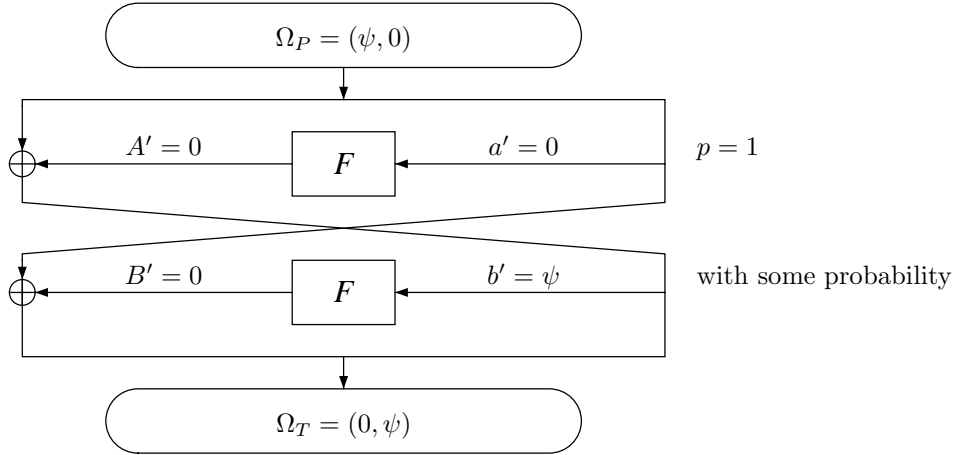 Ω_P = (ψ, 0)
A′ = 0
F
a′ = 0
p = 1
B′ = 0
F
b′ = ψ
with some probability
Ω_T = (0, ψ)